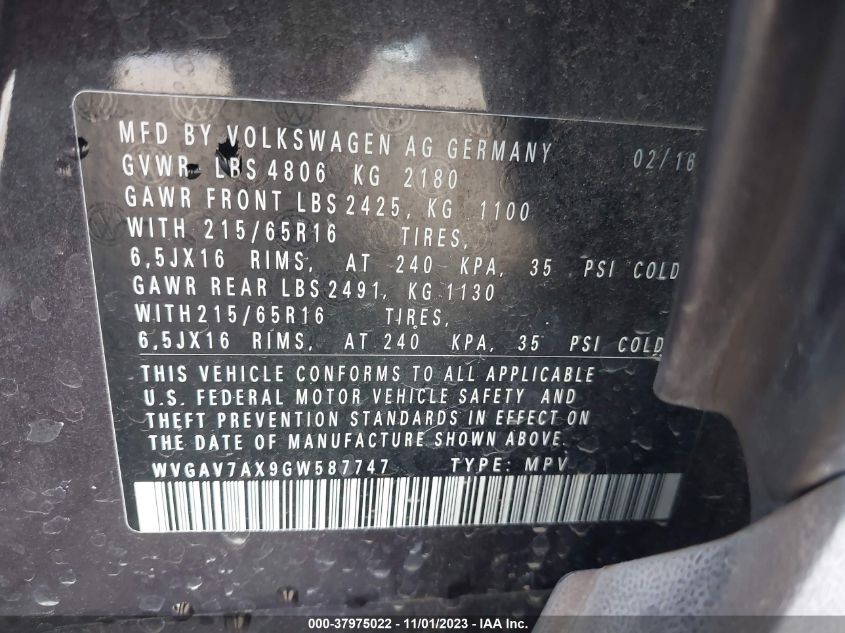 MFD BY VOLKSWAGEN AG GERMANY 02/16
GVWR LBS 4806 KG 2180
GAWR FRONT LBS 2425, KG 1100
WITH 215/65R16 TIRES,
6,5JX16 RIMS, AT 240 KPA, 35 PSI COLD
GAWR REAR LBS 2491, KG 1130
WITH 215/65R16 TIRES,
6,5JX16 RIMS, AT 240 KPA, 35 PSI COLD
THIS VEHICLE CONFORMS TO ALL APPLICABLE
U.S. FEDERAL MOTOR VEHICLE SAFETY AND
THEFT PREVENTION STANDARDS IN EFFECT ON
THE DATE OF MANUFACTURE SHOWN ABOVE.
WVGAV7AX9GW587747 TYPE: MPV
000-37975022 - 11/01/2023 - IAA Inc.